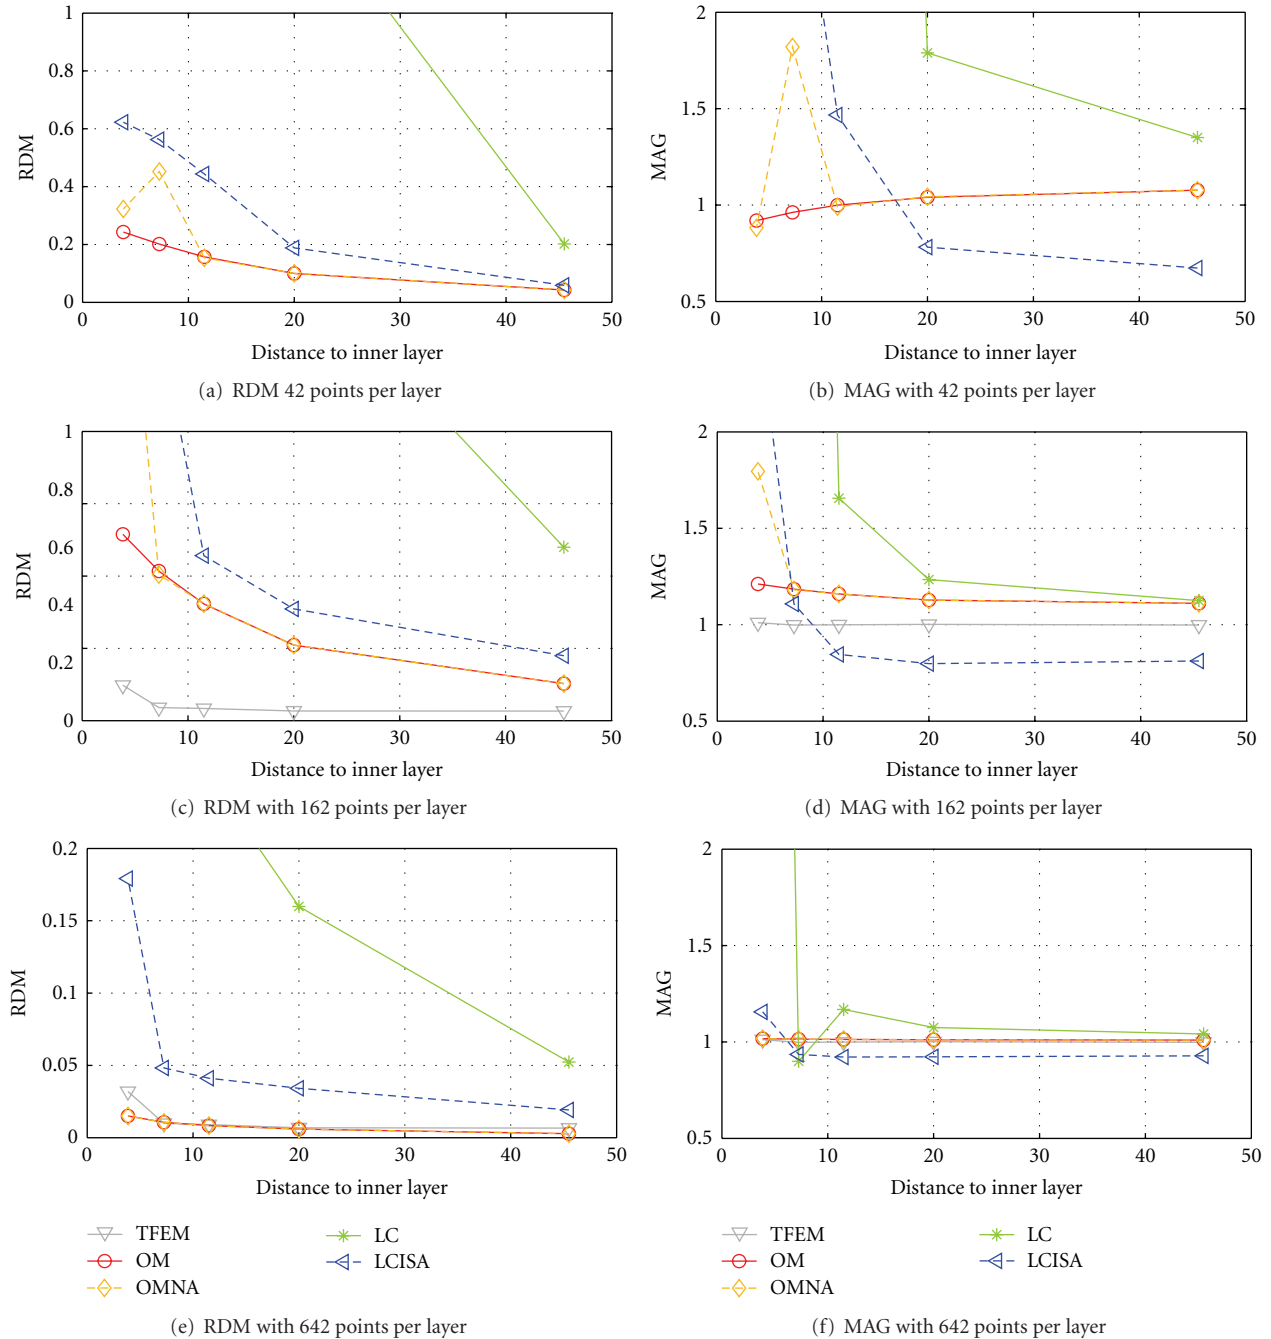 1
0.8
0.6
0.4
0.2
0
RDM
0
10
20
30
40
50
Distance to inner layer
(a) RDM 42 points per layer
2
1.5
1
0.5
MAG
0
10
20
30
40
50
Distance to inner layer
(b) MAG with 42 points per layer
1
0.8
0.6
0.4
0.2
0
RDM
0
10
20
30
40
50
Distance to inner layer
(c) RDM with 162 points per layer
2
1.5
1
0.5
MAG
0
10
20
30
40
50
Distance to inner layer
(d) MAG with 162 points per layer
0.2
0.15
0.1
0.05
0
RDM
0
10
20
30
40
50
Distance to inner layer
TFEM
OM
OMNA
LC
LCISA
(e) RDM with 642 points per layer
2
1.5
1
0.5
MAG
0
10
20
30
40
50
Distance to inner layer
TFEM
OM
OMNA
LC
LCISA
(f) MAG with 642 points per layer